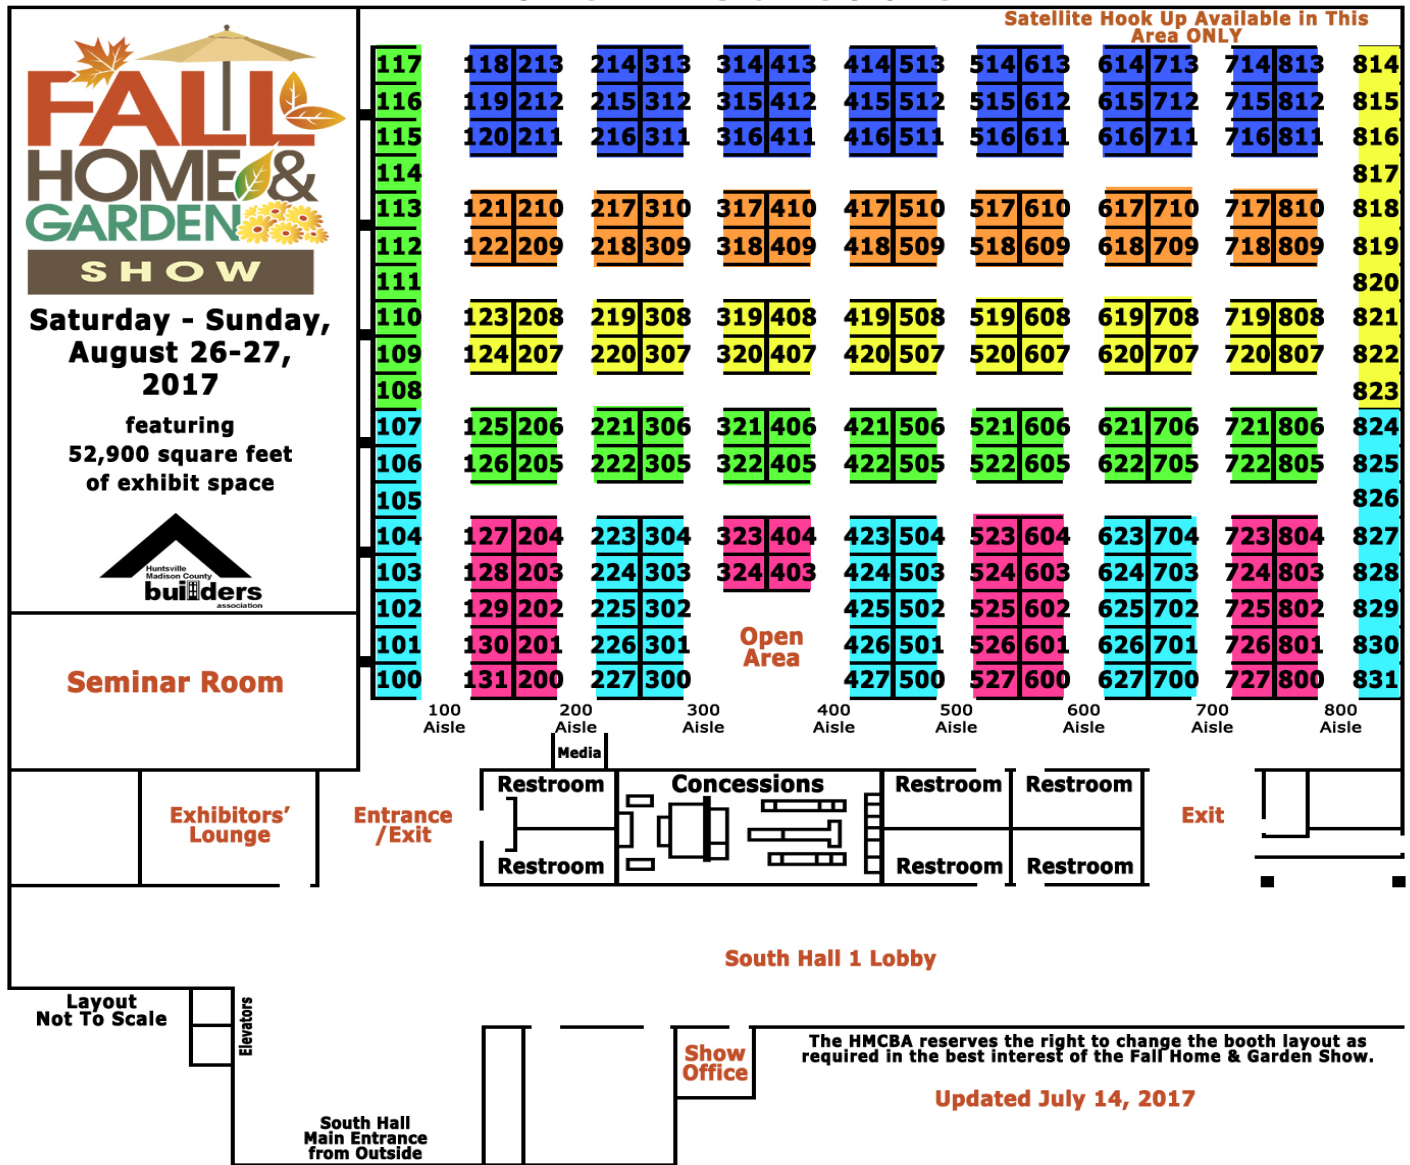 Satellite Hook Up Available in This
Area ONLY
FALL
HOME &
GARDEN
SHOW
Saturday - Sunday,
August 26-27,
2017
featuring
52,900 square feet
of exhibit space
Huntsville
Madison County
builders
association
Seminar Room
117 118 213 214 313 314 413 414 513 514 613 614 713 714 813 814
116 119 212 215 312 315 412 415 512 515 612 615 712 715 812 815
115 120 211 216 311 316 411 416 511 516 611 616 711 716 811 816
114 817
113 121 210 217 310 317 410 417 510 517 610 617 710 717 810 818
112 122 209 218 309 318 409 418 509 518 609 618 709 718 809 819
111 820
110 123 208 219 308 319 408 419 508 519 608 619 708 719 808 821
109 124 207 220 307 320 407 420 507 520 607 620 707 720 807 822
108 823
107 125 206 221 306 321 406 421 506 521 606 621 706 721 806 824
106 126 205 222 305 322 405 422 505 522 605 622 705 722 805 825
105 826
104 127 204 223 304 323 404 423 504 523 604 623 704 723 804 827
103 128 203 224 303 324 403 424 503 524 603 624 703 724 803 828
102 129 202 225 302 425 502 525 602 625 702 725 802 829
101 130 201 226 301 426 501 526 601 626 701 726 801 830
100 131 200 227 300 427 500 527 600 627 700 727 800 831
Open
Area
100 200 300 400 500 600 700 800
Aisle Aisle Aisle Aisle Aisle Aisle Aisle Aisle
Media
Restroom Concessions Restroom Restroom
Exhibitors'
Lounge
Entrance
/Exit
Exit
Restroom Restroom Restroom
South Hall 1 Lobby
Layout
Not To Scale
Elevators
Show
Office
The HMCBA reserves the right to change the booth layout as
required in the best interest of the Fall Home & Garden Show.
Updated July 14, 2017
South Hall
Main Entrance
from Outside